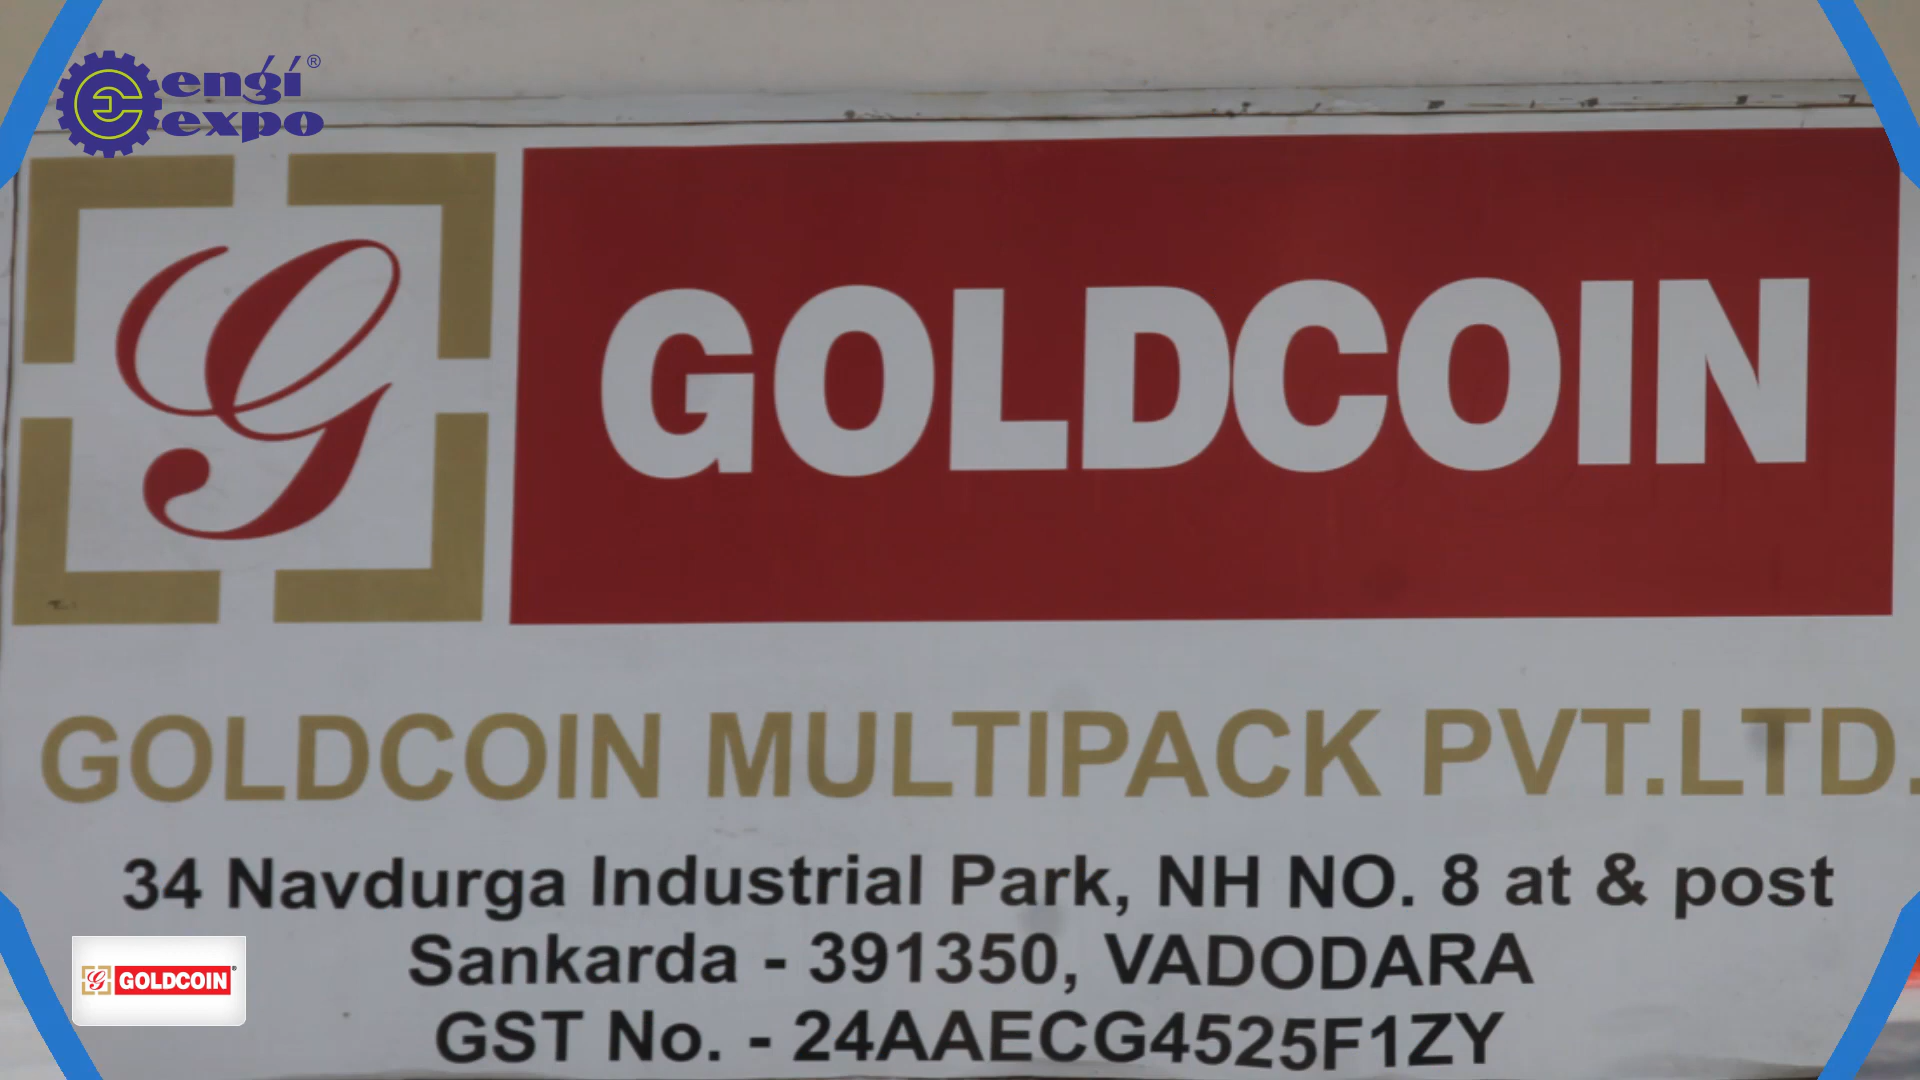 engi®
expo
G GOLDCOIN
GOLDCOIN MULTIPACK PVT.LTD.
34 Navdurga Industrial Park, NH NO. 8 at & post
Sankarda - 391350, VADODARA
GST No. - 24AAECG4525F1ZY
G GOLDCOIN®